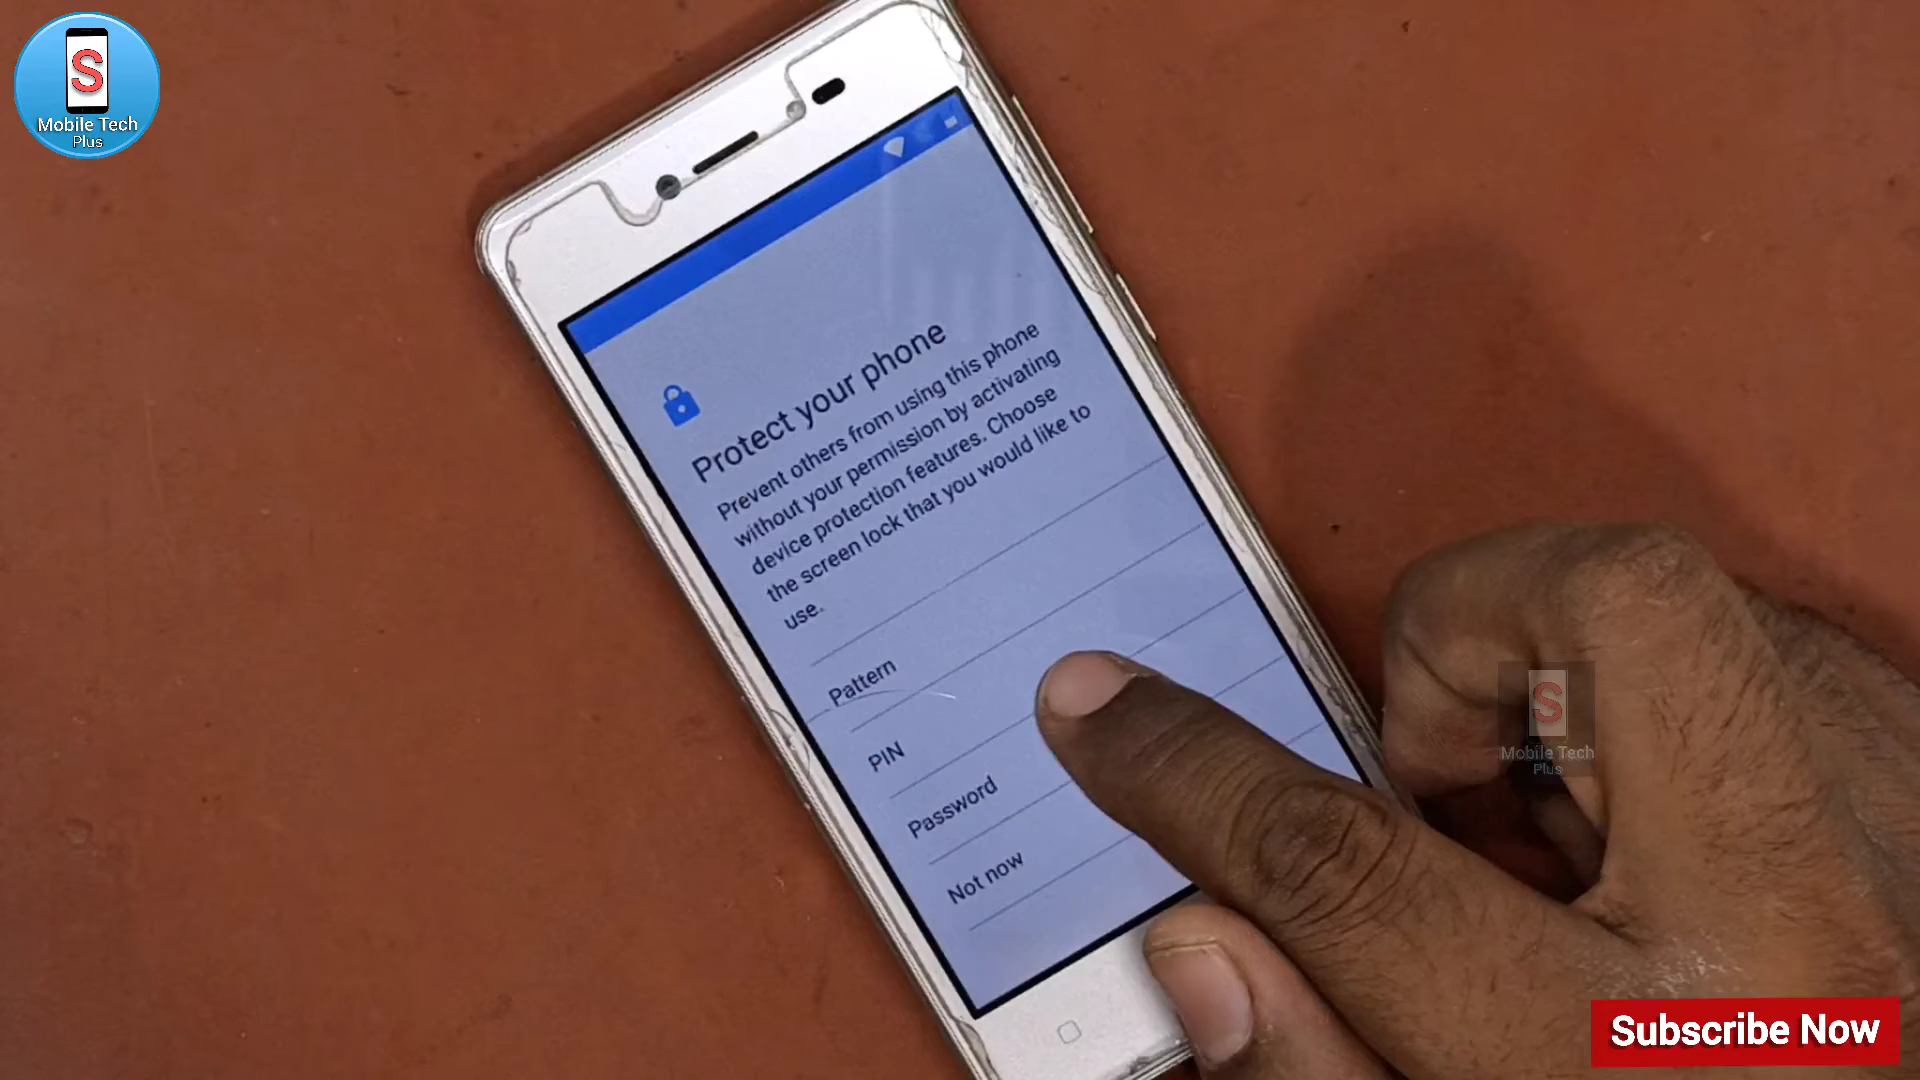 S
Mobile Tech
Plus
Protect your phone
Prevent others from using this phone
without your permission by activating
device protection features. Choose
the screen lock that you would like to
use.
Pattern
PIN
Password
Not now
S
Mobile Tech
Plus
Subscribe Now